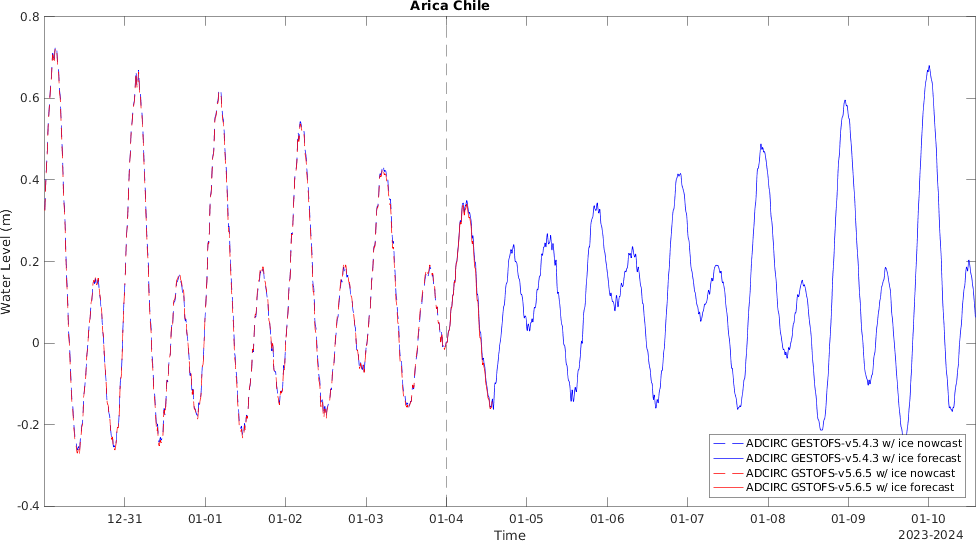 Arica Chile
0.8
0.6
0.4
0.2
0
-0.2
-0.4
Water Level (m)
12-31 01-01 01-02 01-03 01-04 01-05 01-06 01-07 01-08 01-09 01-10
Time
2023-2024
ADCIRC GESTOFS-v5.4.3 w/ ice nowcast
ADCIRC GESTOFS-v5.4.3 w/ ice forecast
ADCIRC GSTOFS-v5.6.5 w/ ice nowcast
ADCIRC GSTOFS-v5.6.5 w/ ice forecast